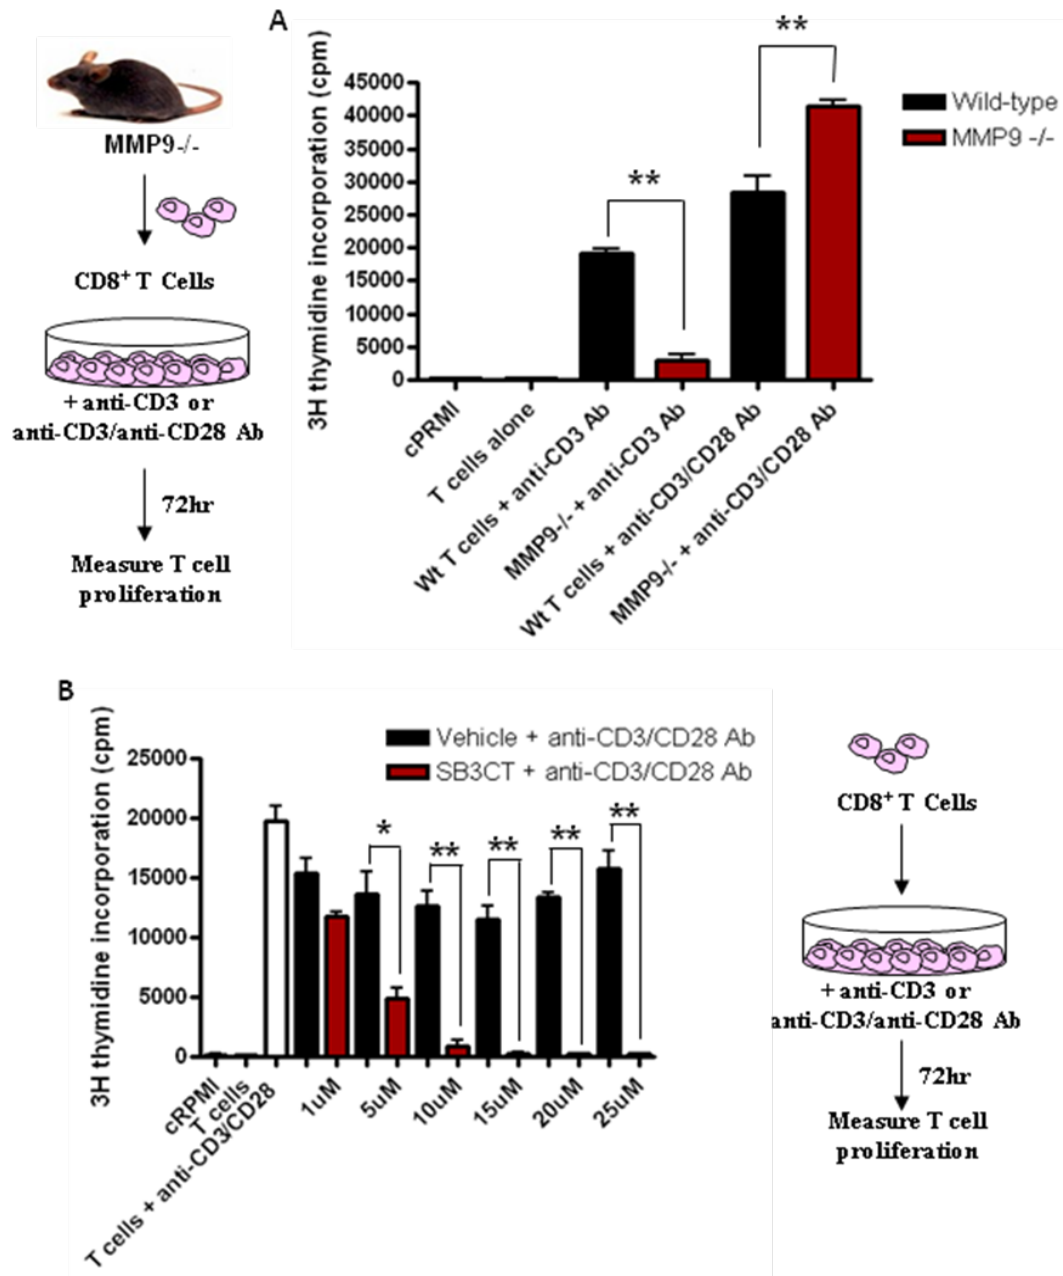 A
MMP9-/-
CD8+ T Cells
+ anti-CD3 or
anti-CD3/anti-CD28 Ab
72hr
Measure T cell
proliferation
3H thymidine incorporation (cpm)
45000
40000
35000
30000
25000
20000
15000
10000
5000
0
**
**
Wild-type
MMP9 -/-
cPRMI
T cells alone
Wt T cells + anti-CD3 Ab
MMP9-/- + anti-CD3 Ab
Wt T cells + anti-CD3/CD28 Ab
MMP9-/- + anti-CD3/CD28 Ab
B
3H thymidine incorporation (cpm)
25000
20000
15000
10000
5000
0
Vehicle + anti-CD3/CD28 Ab
SB3CT + anti-CD3/CD28 Ab
*
**
**
**
**
cRPMI
T cells
T cells + anti-CD3/CD28
1uM
5uM
10uM
15uM
20uM
25uM
CD8+ T Cells
+ anti-CD3 or
anti-CD3/anti-CD28 Ab
72hr
Measure T cell
proliferation